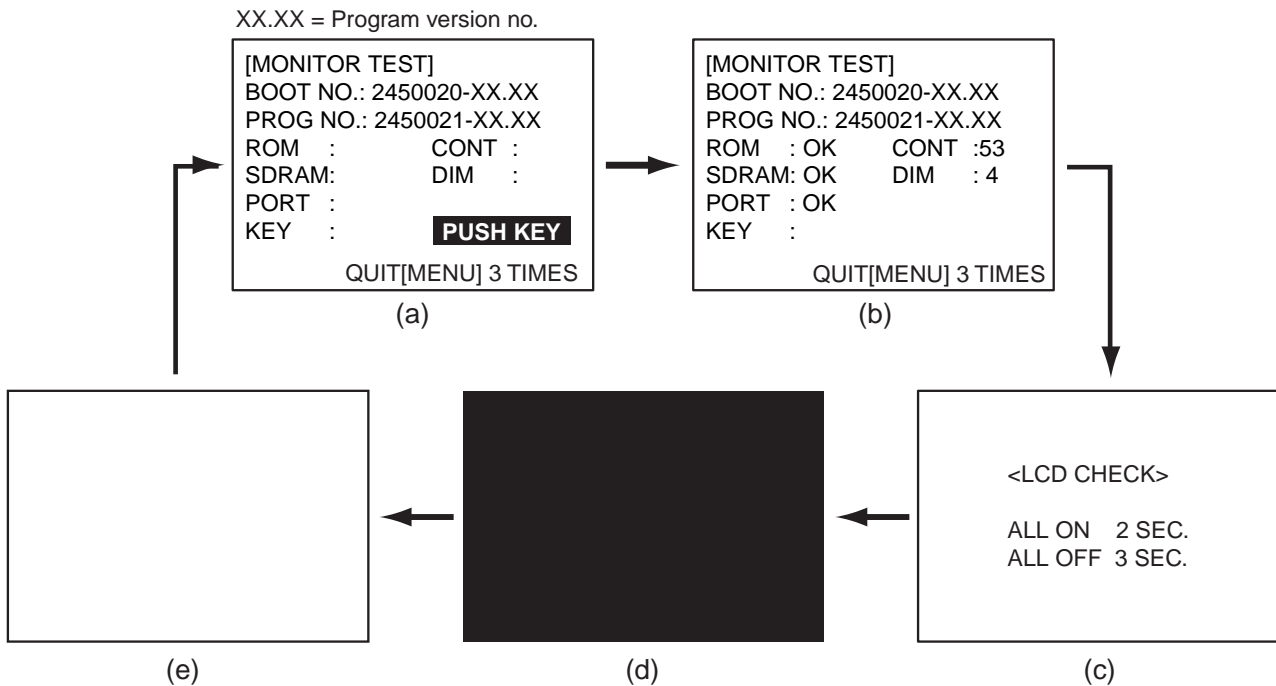 XX.XX = Program version no.
[MONITOR TEST]
BOOT NO.: 2450020-XX.XX
PROG NO.: 2450021-XX.XX
ROM : CONT :
SDRAM: DIM :
PORT :
KEY : PUSH KEY
QUIT[MENU] 3 TIMES
(a)
[MONITOR TEST]
BOOT NO.: 2450020-XX.XX
PROG NO.: 2450021-XX.XX
ROM : OK CONT :53
SDRAM: OK DIM : 4
PORT : OK
KEY :
QUIT[MENU] 3 TIMES
(b)
<LCD CHECK>
ALL ON 2 SEC.
ALL OFF 3 SEC.
(c)
(d)
(e)